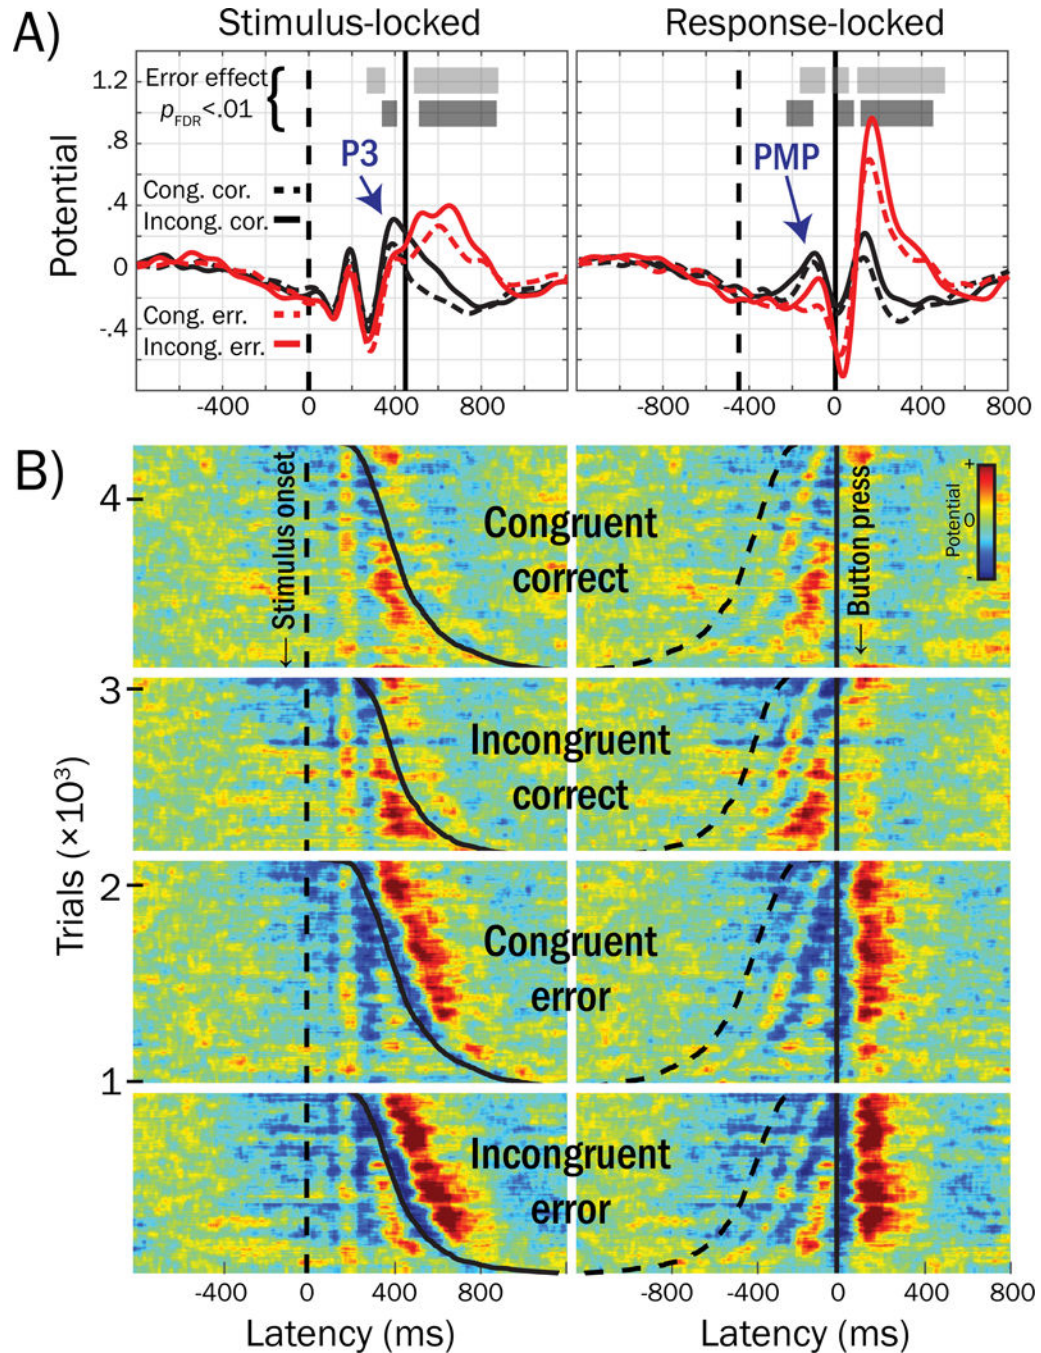 A)
Stimulus-locked
Response-locked
Error effect
pFDR<.01
1.2
.8
.4
0
-.4
Potential
P3
PMP
Cong. cor.
Incong. cor.
Cong. err.
Incong. err.
-400 0 400 800
-800 -400 0 400 800
B)
4
3
2
1
Trials (×10³)
Stimulus onset
Congruent
correct
Button press
Potential
+
0
-
Incongruent
correct
Congruent
error
Incongruent
error
-400 0 400 800
-800 -400 0 400 800
Latency (ms)
Latency (ms)